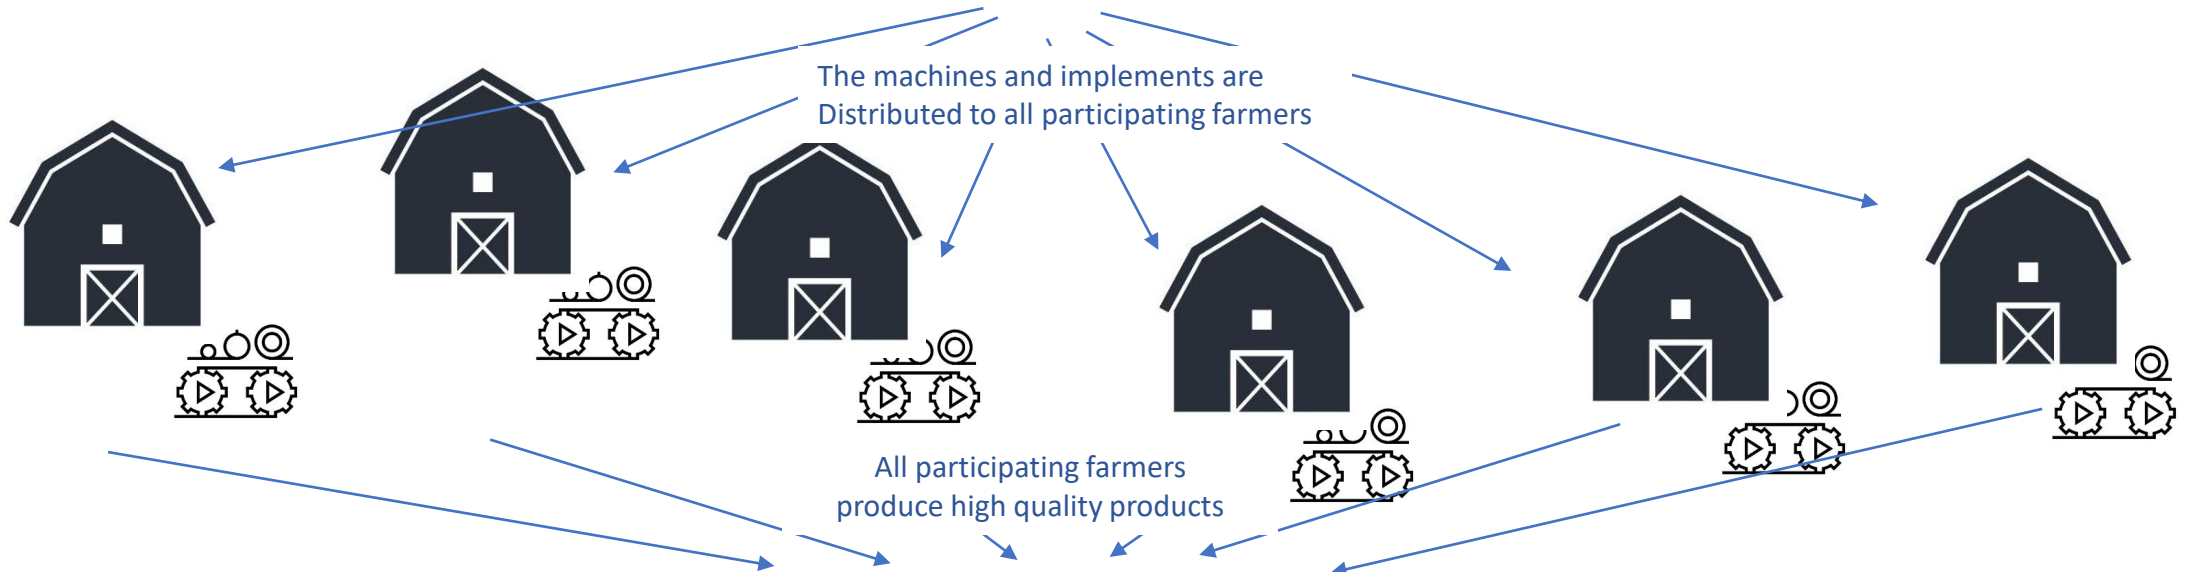 The machines and implements are
Distributed to all participating farmers
All participating farmers
produce high quality products